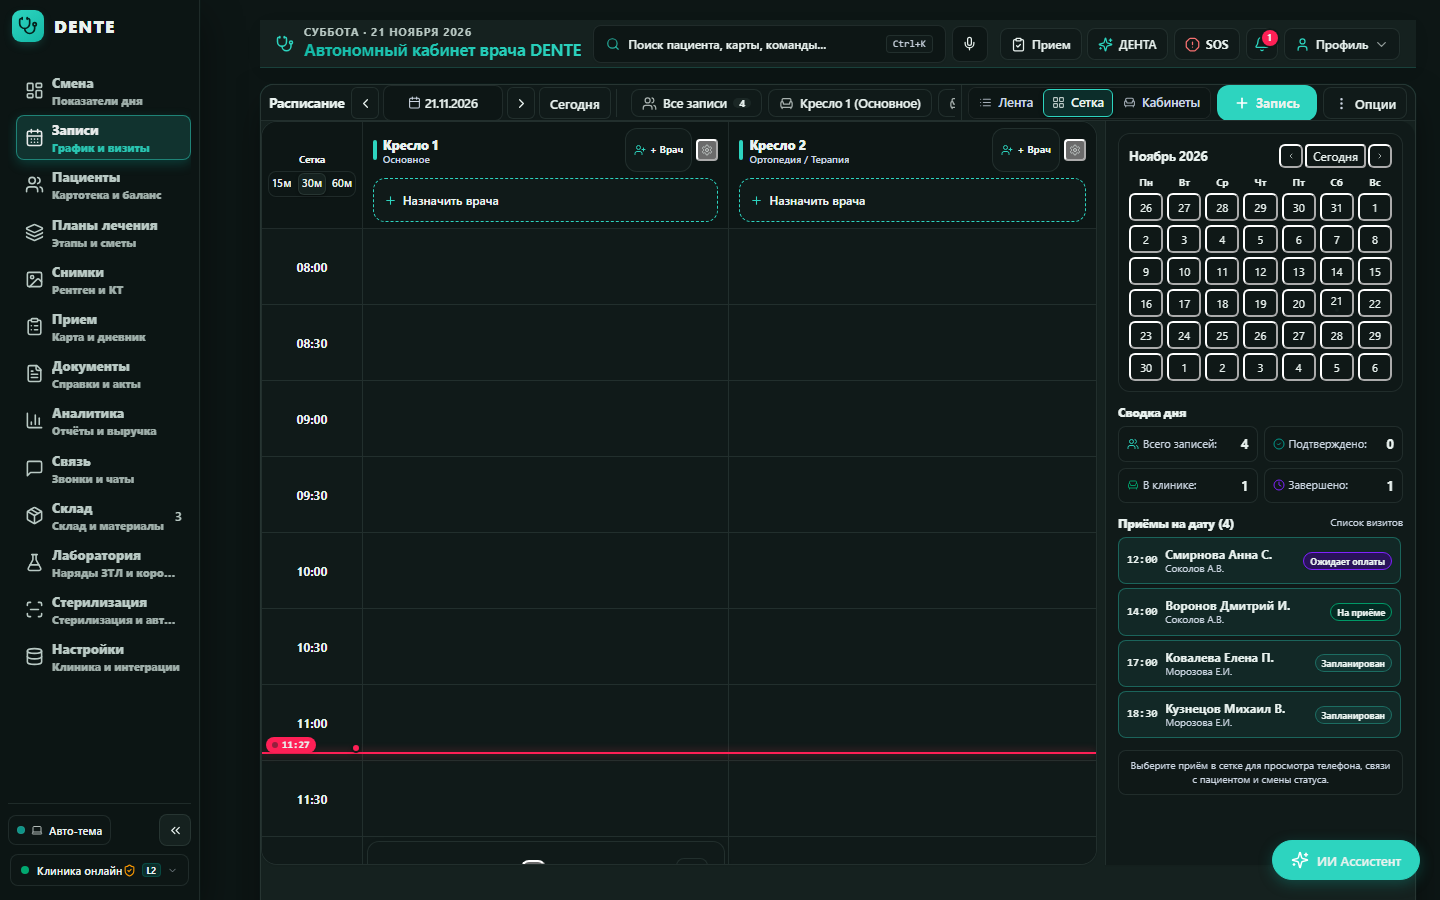 DENTE
Смена
Показатели дня
Записи
График и визиты
Пациенты
Картотека и баланс
Планы лечения
Этапы и сметы
Снимки
Рентген и КТ
Прием
Карта и дневник
Документы
Справки и акты
Аналитика
Отчёты и выручка
Связь
Звонки и чаты
Склад
Склад и материалы
3
Лаборатория
Наряды ЗТЛ и коро...
Стерилизация
Стерилизация и авт...
Настройки
Клиника и интеграции
Авто-тема
Клиника онлайн L2
СУББОТА · 21 НОЯБРЯ 2026
Автономный кабинет врача DENTE
Поиск пациента, карты, команды... Ctrl+K
Прием
ДЕНТА
SOS
1
Профиль
Расписание
21.11.2026
Сегодня
Все записи 4
Кресло 1 (Основное)
Лента
Сетка
Кабинеты
Запись
Опции
Сетка
15м 30м 60м
Кресло 1
Основное
+ Врач
Назначить врача
Кресло 2
Ортопедия / Терапия
+ Врач
Назначить врача
08:00
08:30
09:00
09:30
10:00
10:30
11:00
11:27
11:30
Ноябрь 2026
Сегодня
Пн Вт Ср Чт Пт Сб Вс
26 27 28 29 30 31 1
2 3 4 5 6 7 8
9 10 11 12 13 14 15
16 17 18 19 20 21 22
23 24 25 26 27 28 29
30 1 2 3 4 5 6
Сводка дня
Всего записей: 4
Подтверждено: 0
В клинике: 1
Завершено: 1
Приёмы на дату (4)
Список визитов
12:00 Смирнова Анна С.
Соколов А.В.
Ожидает оплаты
14:00 Воронов Дмитрий И.
Соколов А.В.
На приёме
17:00 Ковалева Елена П.
Морозова Е.И.
Запланирован
18:30 Кузнецов Михаил В.
Морозова Е.И.
Запланирован
Выберите приём в сетке для просмотра телефона, связи
с пациентом и смены статуса.
ИИ Ассистент